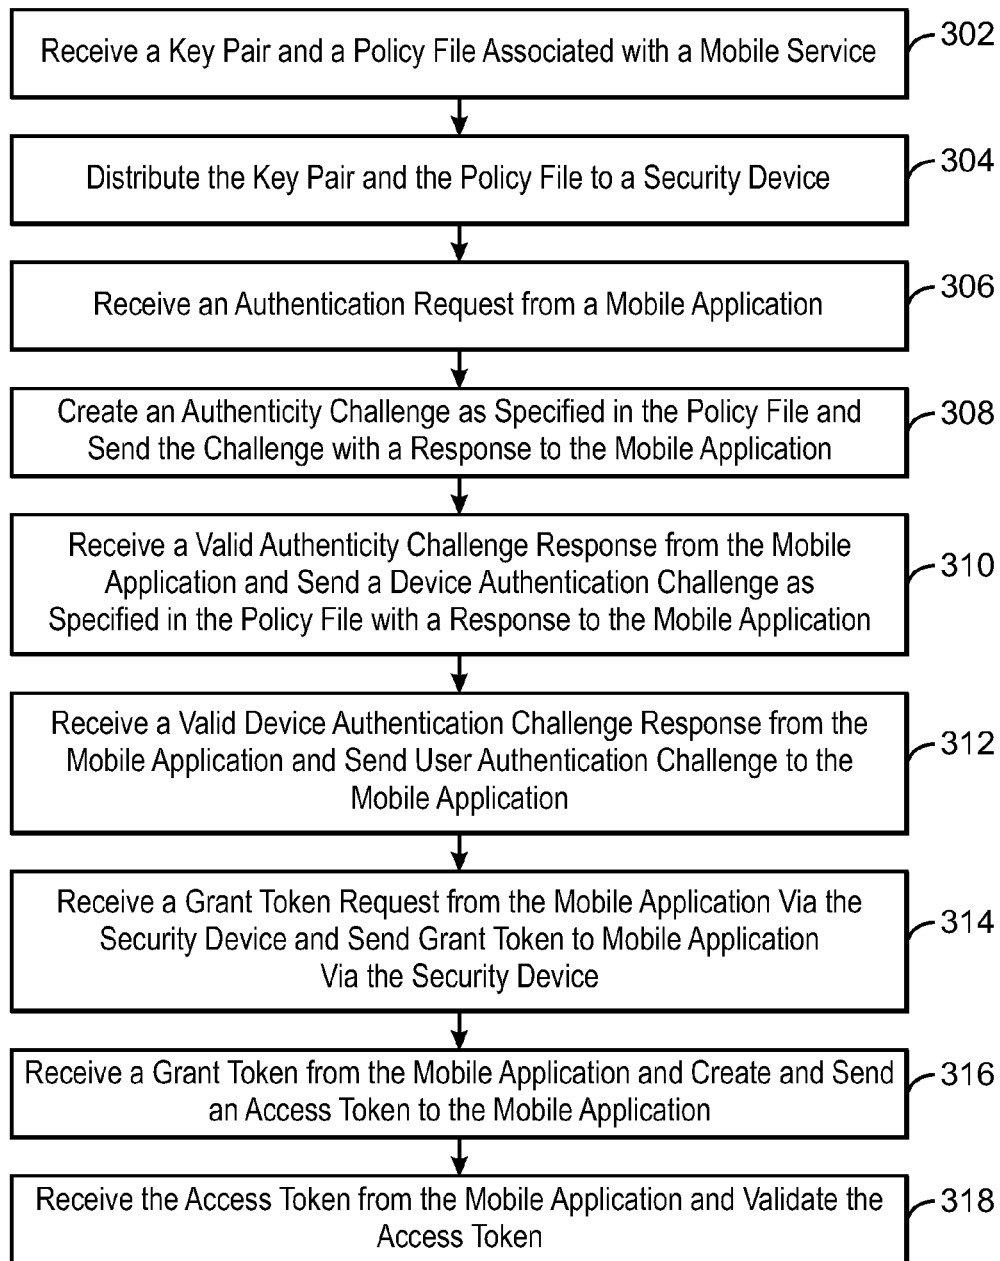 Receive a Key Pair and a Policy File Associated with a Mobile Service
302
Distribute the Key Pair and the Policy File to a Security Device
304
Receive an Authentication Request from a Mobile Application
306
Create an Authenticity Challenge as Specified in the Policy File and
Send the Challenge with a Response to the Mobile Application
308
Receive a Valid Authenticity Challenge Response from the Mobile
Application and Send a Device Authentication Challenge as
Specified in the Policy File with a Response to the Mobile Application
310
Receive a Valid Device Authentication Challenge Response from the
Mobile Application and Send User Authentication Challenge to the
Mobile Application
312
Receive a Grant Token Request from the Mobile Application Via the
Security Device and Send Grant Token to Mobile Application
Via the Security Device
314
Receive a Grant Token from the Mobile Application and Create and Send
an Access Token to the Mobile Application
316
Receive the Access Token from the Mobile Application and Validate the
Access Token
318